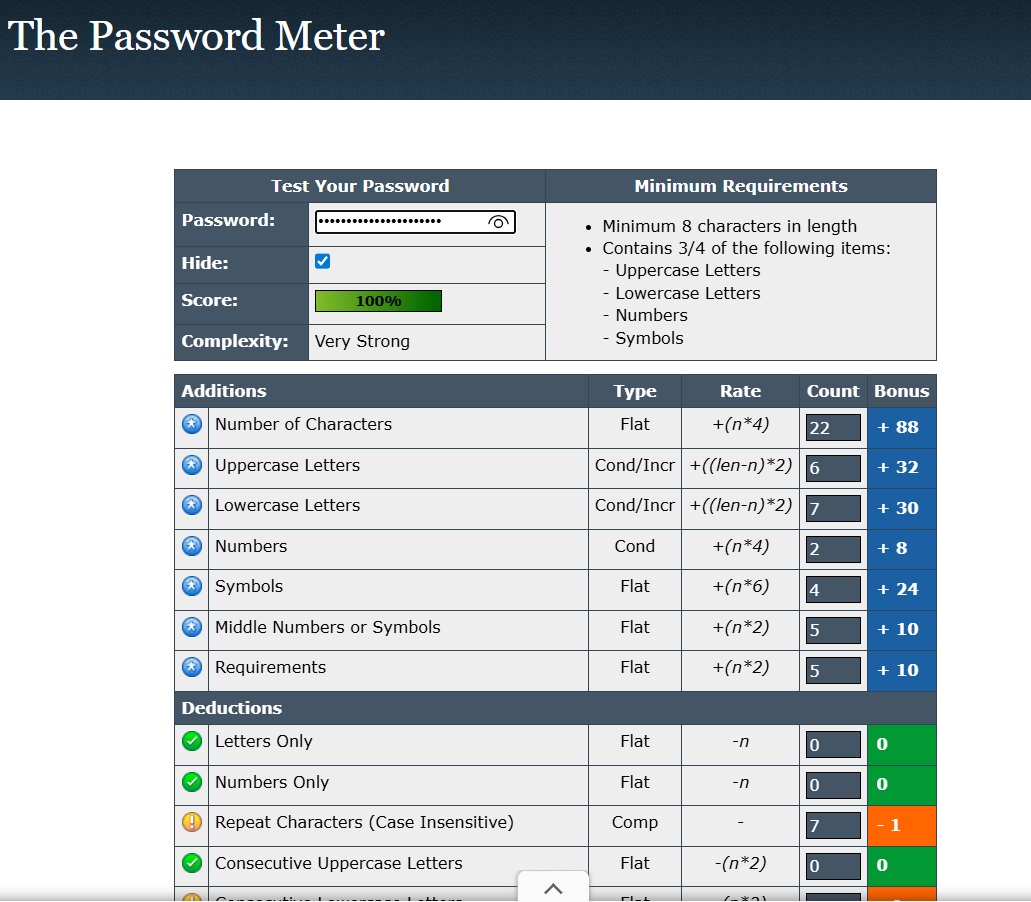 The Password Meter
Test Your Password
Minimum Requirements
Password: ••••••••••••••••••••••
Hide:
Score: 100%
Complexity: Very Strong
• Minimum 8 characters in length
• Contains 3/4 of the following items:
- Uppercase Letters
- Lowercase Letters
- Numbers
- Symbols
Additions Type Rate Count Bonus
Number of Characters Flat +(n*4) 22 + 88
Uppercase Letters Cond/Incr +((len-n)*2) 6 + 32
Lowercase Letters Cond/Incr +((len-n)*2) 7 + 30
Numbers Cond +(n*4) 2 + 8
Symbols Flat +(n*6) 4 + 24
Middle Numbers or Symbols Flat +(n*2) 5 + 10
Requirements Flat +(n*2) 5 + 10
Deductions
Letters Only Flat -n 0 0
Numbers Only Flat -n 0 0
Repeat Characters (Case Insensitive) Comp - 7 - 1
Consecutive Uppercase Letters Flat -(n*2) 0 0